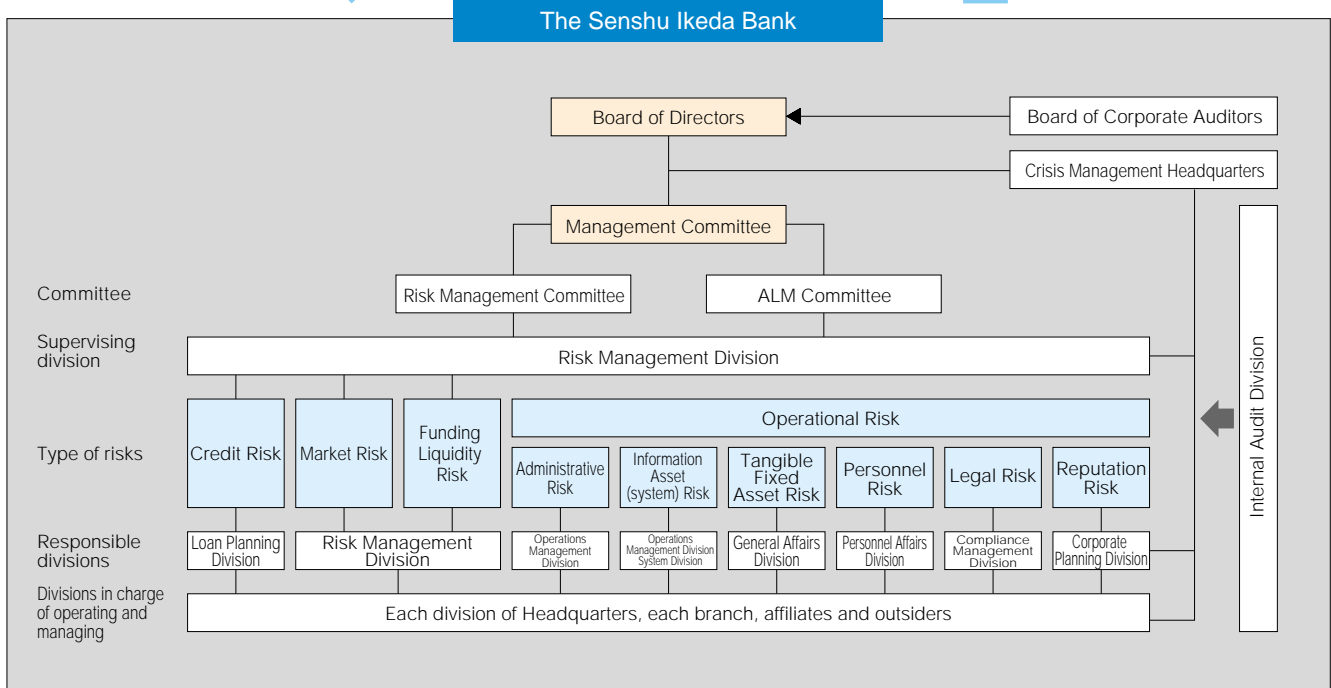 The Senshu Ikeda Bank
Board of Directors
Board of Corporate Auditors
Crisis Management Headquarters
Management Committee
Committee
Risk Management Committee
ALM Committee
Supervising
division
Risk Management Division
Type of risks
Credit Risk
Market Risk
Funding
Liquidity
Risk
Operational Risk
Administrative
Risk
Information
Asset
(system) Risk
Tangible
Fixed
Asset Risk
Personnel
Risk
Legal Risk
Reputation
Risk
Responsible
divisions
Loan Planning
Division
Risk Management
Division
Operations
Management
Division
Operations
Management Division
System Division
General Affairs
Division
Personnel Affairs
Division
Compliance
Management
Division
Corporate
Planning Division
Divisions in charge
of operating and
managing
Each division of Headquarters, each branch, affiliates and outsiders
Internal Audit Division